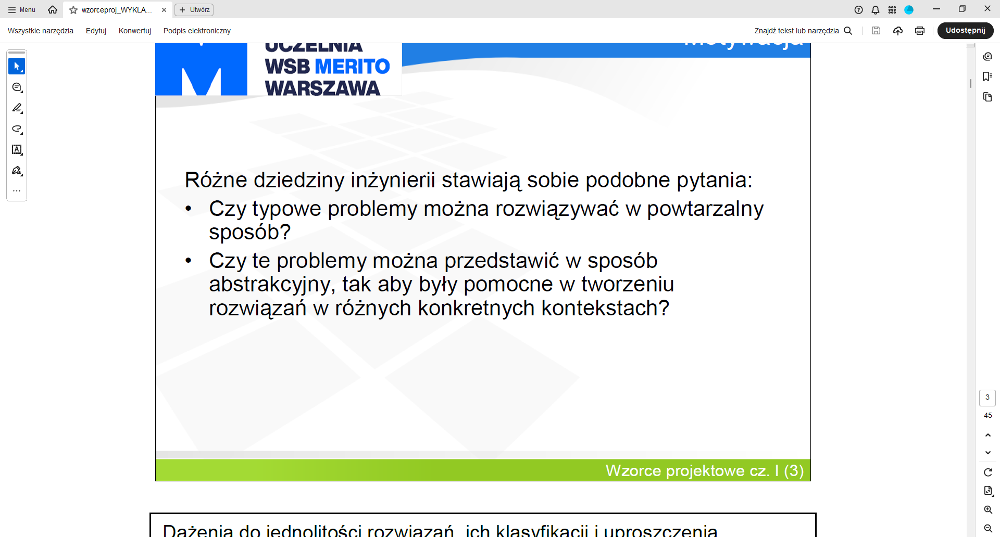 Menu
wzorceproj_WYKLA...
Utwórz
Wszystkie narzędzia
Edytuj
Konwertuj
Podpis elektroniczny
Znajdź tekst lub narzędzia
Udostępnij
Motywacja
UCZELNIA
WSB MERITO
WARSZAWA
Różne dziedziny inżynierii stawiają sobie podobne pytania:
• Czy typowe problemy można rozwiązywać w powtarzalny
sposób?
• Czy te problemy można przedstawić w sposób
abstrakcyjny, tak aby były pomocne w tworzeniu
rozwiązań w różnych konkretnych kontekstach?
Wzorce projektowe cz. I (3)
3
45
Dążenia do jednolitości rozwiązań, ich klasyfikacji i uproszczenia